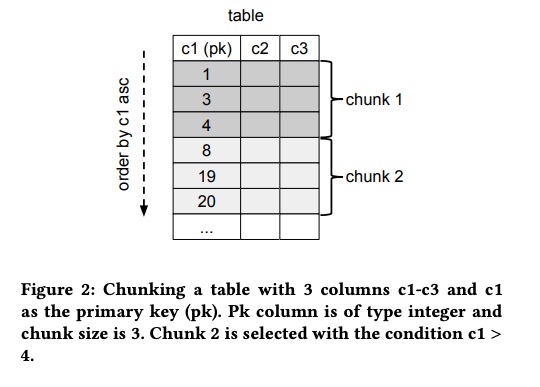 table
c1 (pk) c2 c3
1
3
4
8
19
20
...
chunk 1
chunk 2
order by c1 asc
Figure 2: Chunking a table with 3 columns c1-c3 and c1
as the primary key (pk). Pk column is of type integer and
chunk size is 3. Chunk 2 is selected with the condition c1 >
4.